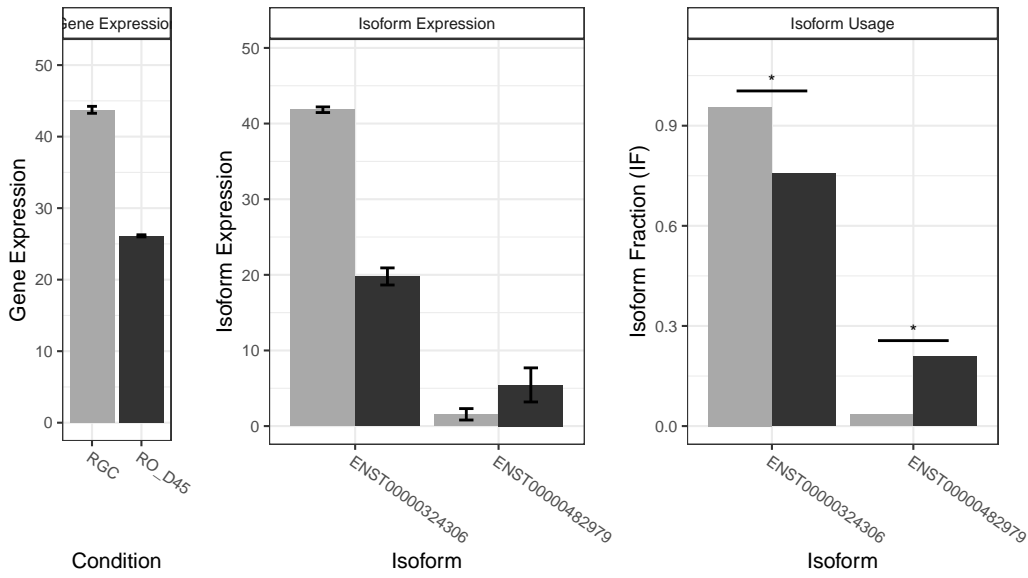 Gene Expression
Isoform Expression
Isoform Usage
Gene Expression
50
40
30
20
10
0
RGC
RO_D45
Condition
Isoform Expression
50
40
30
20
10
0
ENST00000324306
ENST00000482979
Isoform
Isoform Fraction (IF)
0.9
0.6
0.3
0.0
*
*
ENST00000324306
ENST00000482979
Isoform